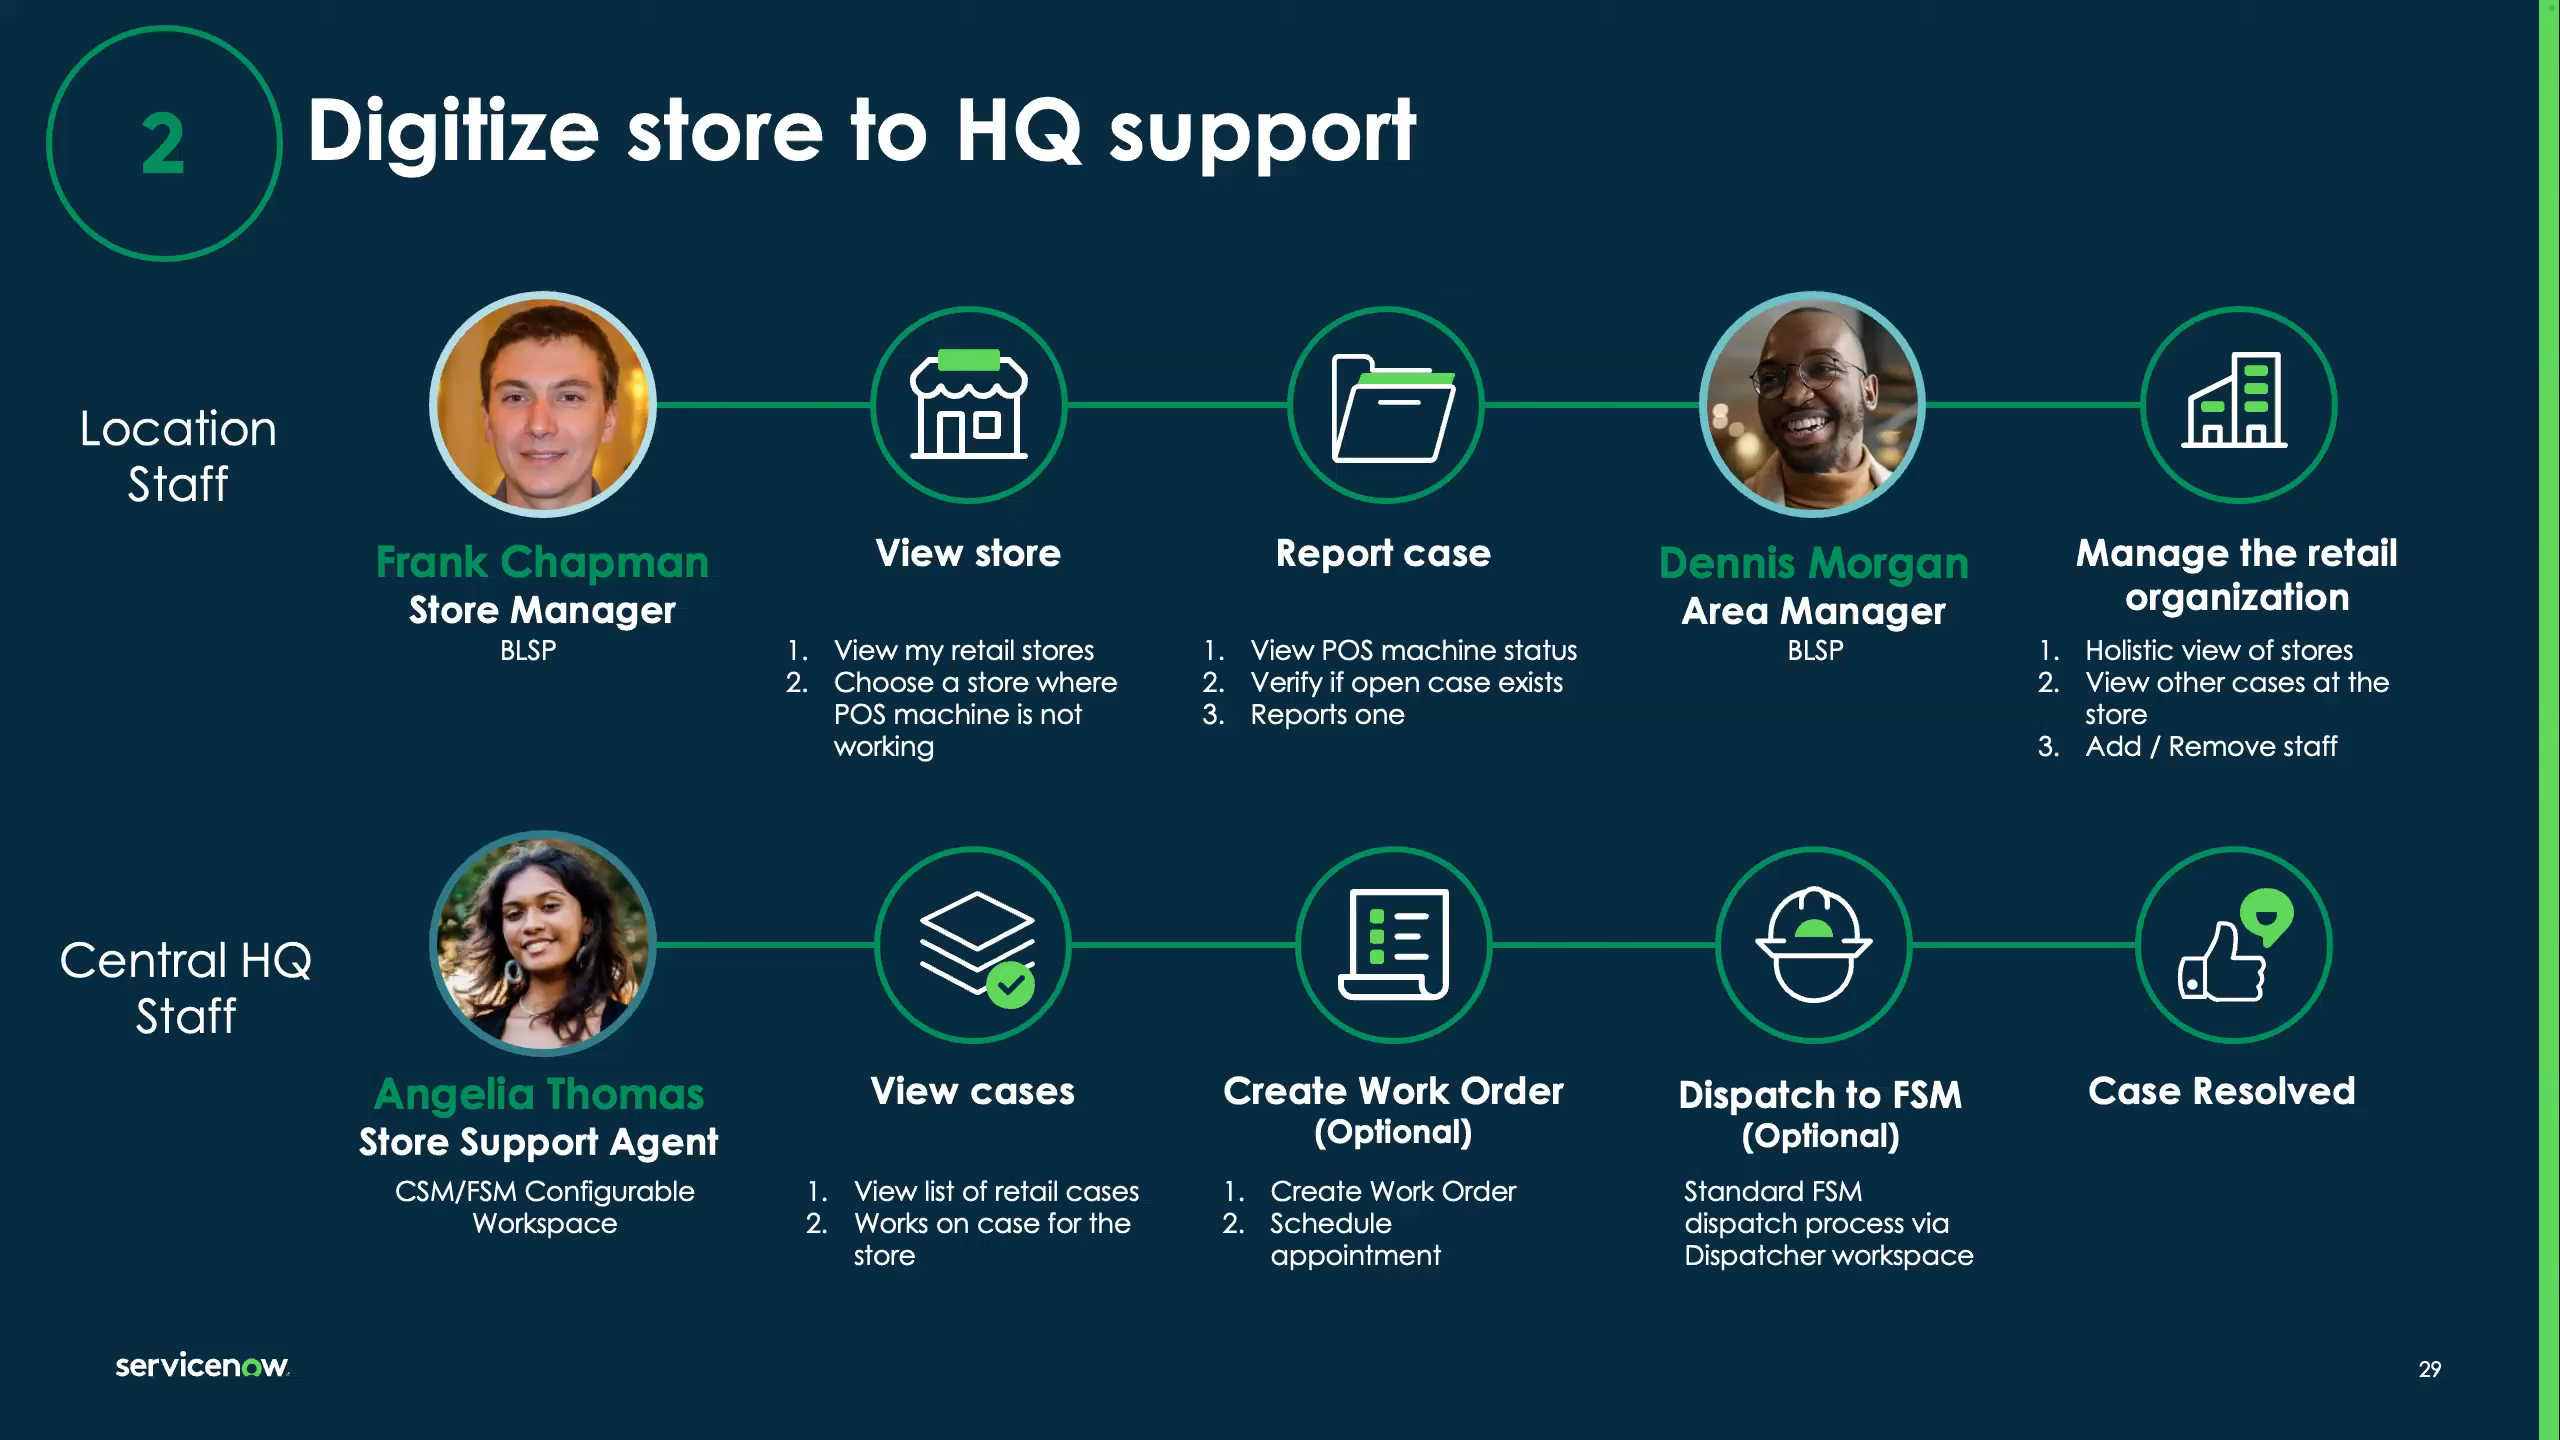 2
Digitize store to HQ support
Location
Staff
Frank Chapman
Store Manager
BLSP
View store
1. View my retail stores
2. Choose a store where
POS machine is not
working
Report case
1. View POS machine status
2. Verify if open case exists
3. Reports one
Dennis Morgan
Area Manager
BLSP
Manage the retail
organization
1. Holistic view of stores
2. View other cases at the
store
3. Add / Remove staff
Central HQ
Staff
Angelia Thomas
Store Support Agent
CSM/FSM Configurable
Workspace
View cases
1. View list of retail cases
2. Works on case for the
store
Create Work Order
(Optional)
1. Create Work Order
2. Schedule
appointment
Dispatch to FSM
(Optional)
Standard FSM
dispatch process via
Dispatcher workspace
Case Resolved
servicenow
29